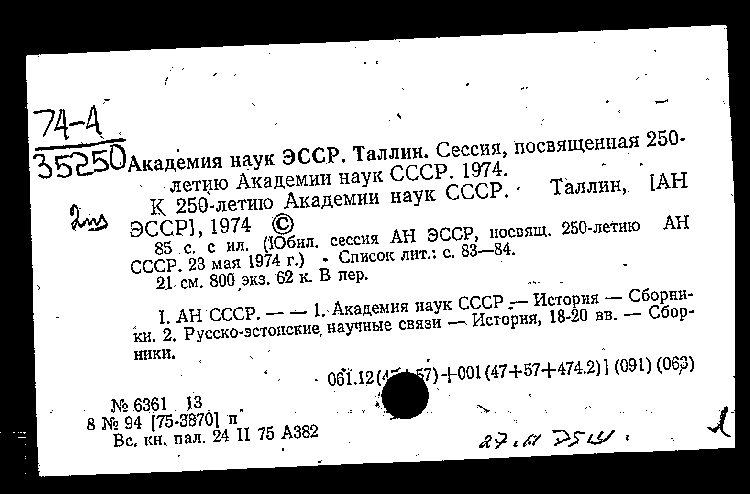 74-4
35250
Академия наук ЭССР. Таллин. Сессия, посвященная 250-
летию Академии наук СССР. 1974.
К 250-летию Академии наук СССР. Таллин, [АН
ЭССР], 1974 ©
85 с. с ил. (Юбил. сессия АН ЭССР, посвящ. 250-летию АН
СССР. 23 мая 1974 г.) • Список лит.: с. 83—84.
21 см. 800 экз. 62 к. В пер.
I. АН СССР. — — 1. Академия наук СССР — История — Сборни-
ки. 2. Русско-эстонские научные связи — История, 18-20 вв. — Сбор-
ники.
061.12(47+57)+001(47+57+474.2)](091)(063)
№ 6361 13
8 № 94 [75-3870] п
Вс. кн. пал. 24 II 75 А382